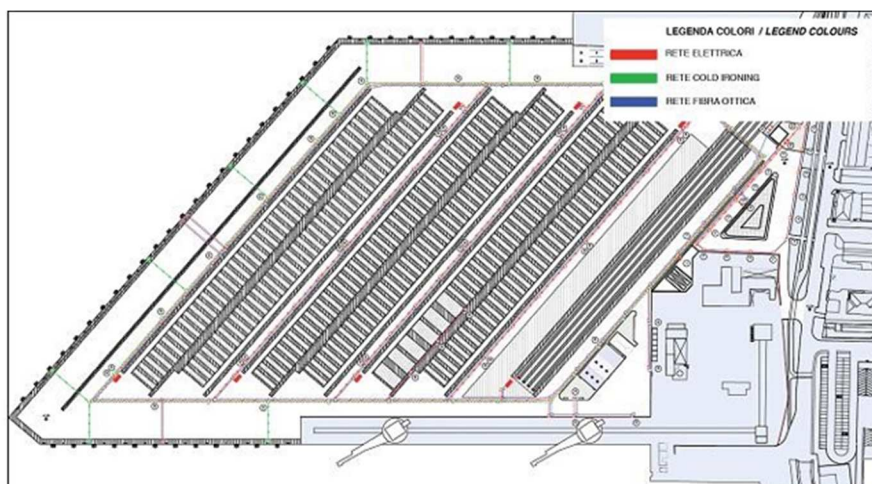 LEGENDA COLORI / LEGEND COLOURS
RETE ELETTRICA
RETE COLD IRONING
RETE FIBRA OTTICA